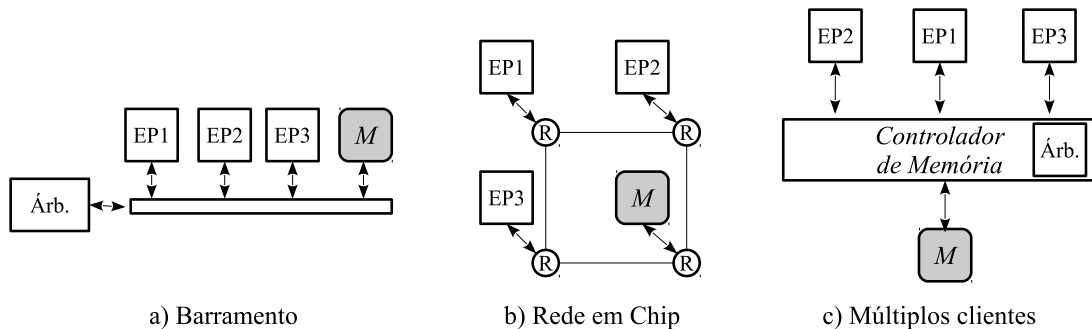 EP1
EP2
EP3
M
Árb.
a) Barramento
EP1
EP2
R
R
EP3
M
R
R
b) Rede em Chip
EP2
EP1
EP3
Controlador
de Memória
Árb.
M
c) Múltiplos clientes